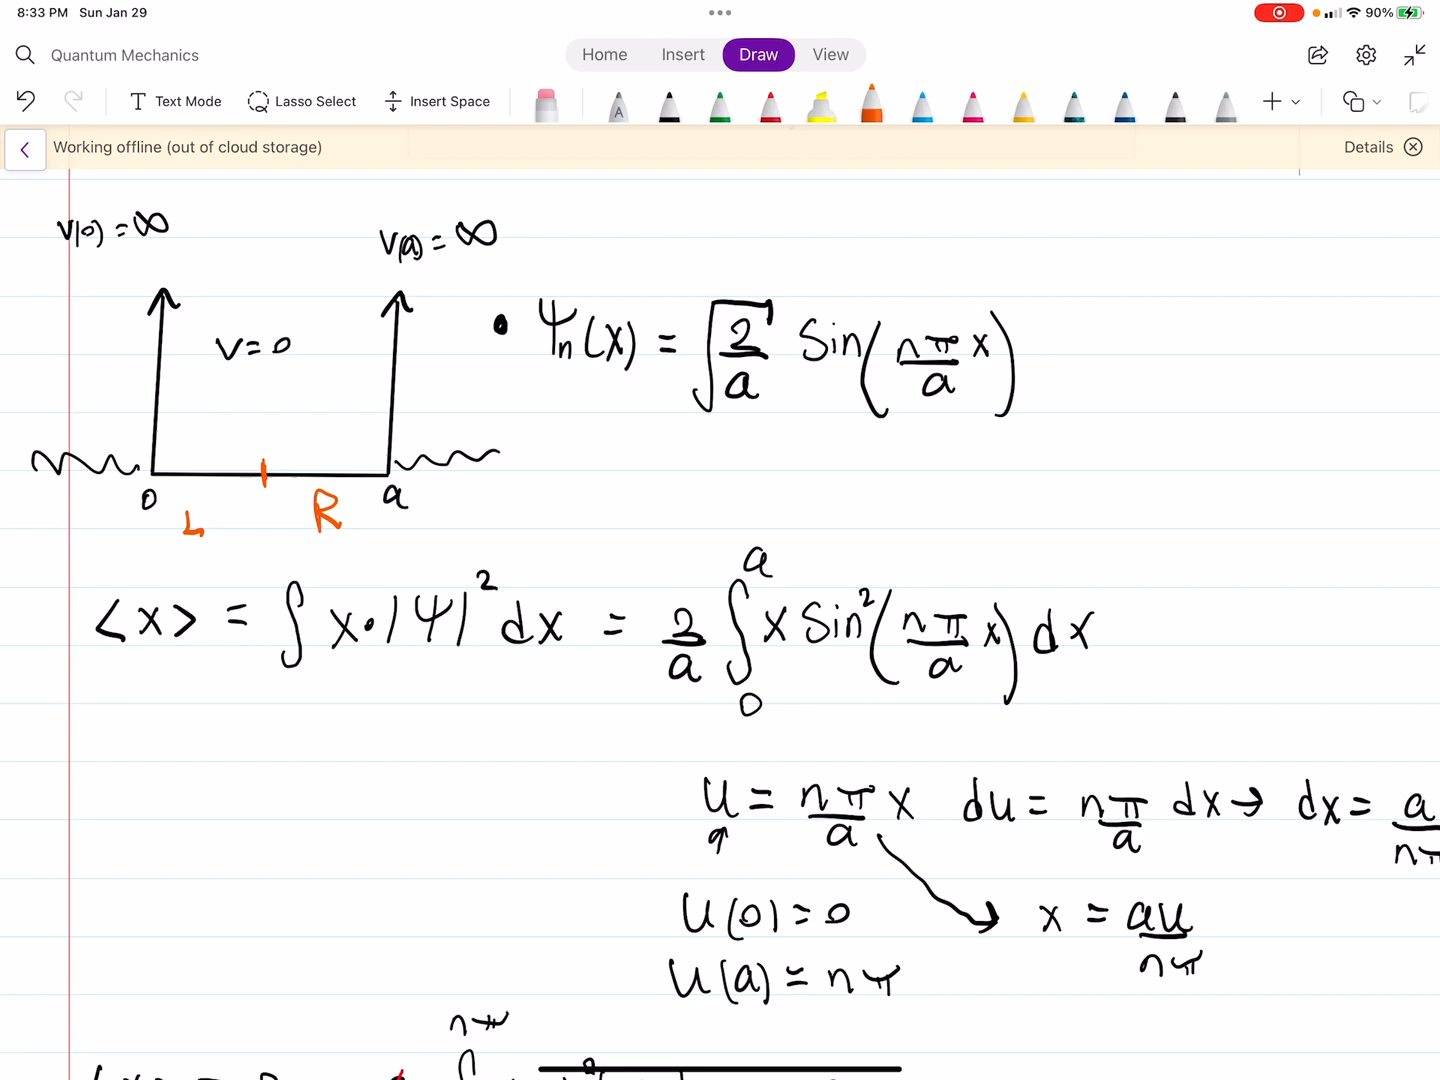 8:33 PM Sun Jan 29
90%
Quantum Mechanics
Home Insert Draw View
Text Mode Lasso Select Insert Space
A
Working offline (out of cloud storage)
Details
V(0) = ∞
V(a) = ∞
V=0
• Ψn(x) = √(2/a) Sin(nπ/a x)
0 a
L R
<x> = ∫ x·|Ψ|² dx = 2/a ∫₀ᵃ x Sin²(nπ/a x) dx
u = nπ/a x du = nπ/a dx → dx = a/nπ
u(0) = 0 x = au/nπ
u(a) = nπ
nπ